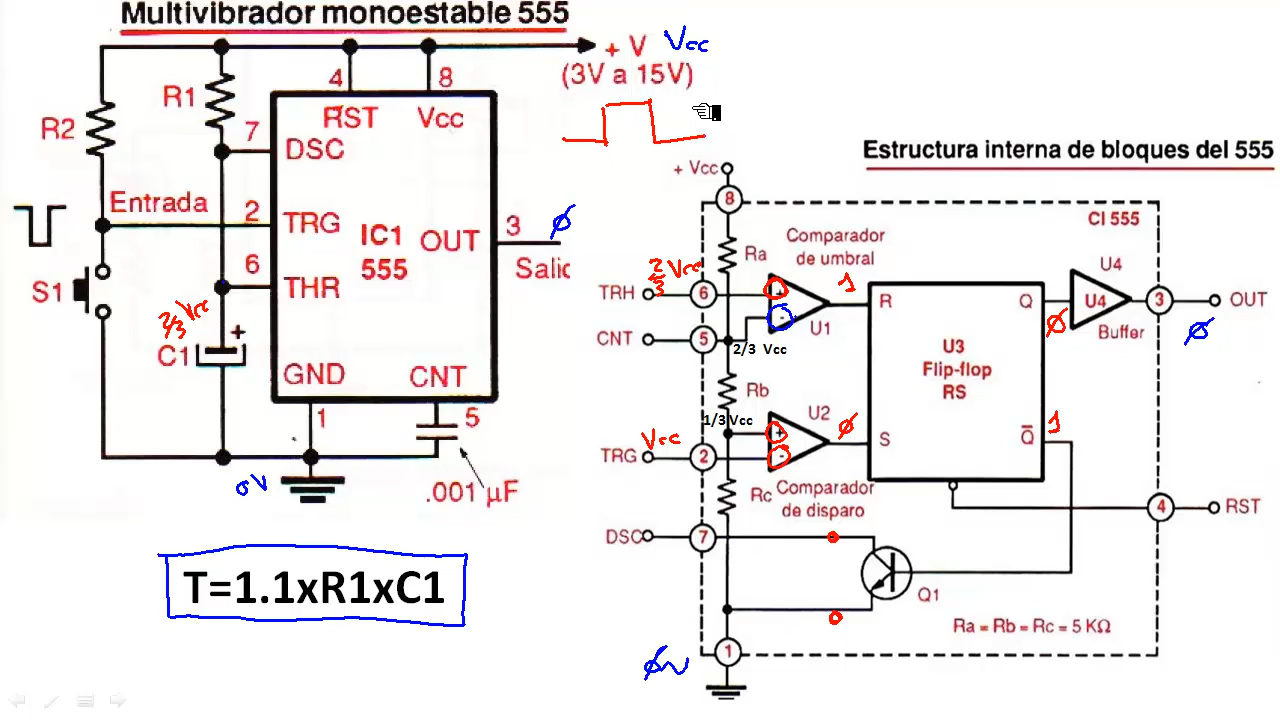 Multivibrador monoestable 555
+ V Vcc
(3V a 15V)
4
8
R1
RST
Vcc
R2
7
DSC
Entrada
2
TRG
IC1
555
OUT
3
Ø
Salic
6
THR
S1
2/3 Vcc
+
C1
GND
CNT
1
5
0V
.001 µF
T=1.1xR1xC1
Estructura interna de bloques del 555
+ Vcc
8
CI 555
Ra
Comparador
de umbral
2/3 Vcc
TRH
6
+
1
R
Q
U4
U4
3
OUT
-
U1
Ø
Buffer
Ø
CNT
5
2/3 Vcc
U3
Flip-flop
RS
Rb
1/3 Vcc
U2
Vcc
+
Ø
S
1
Q̅
TRG
2
-
Rc
Comparador
de disparo
4
RST
DSC
7
Q1
Ra = Rb = Rc = 5 KΩ
1
0V